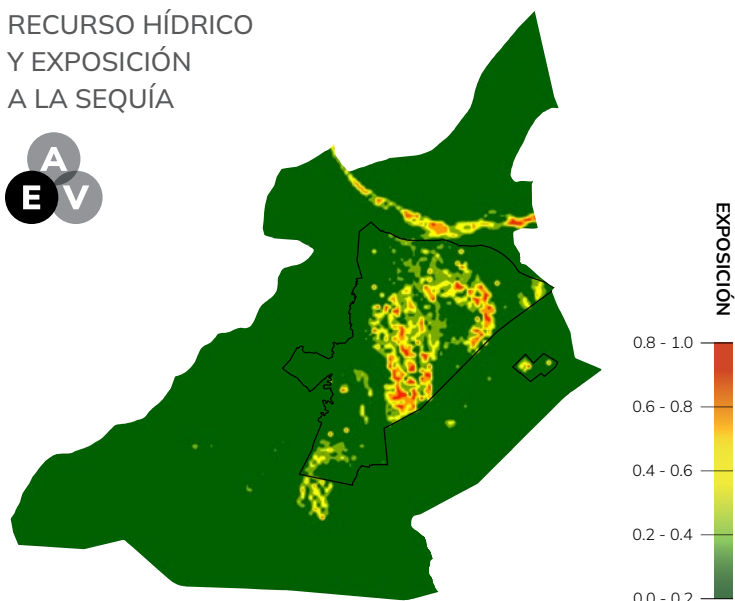 RECURSO HÍDRICO
Y EXPOSICIÓN
A LA SEQUÍA
A
E V
EXPOSICIÓN
0.8 - 1.0
0.6 - 0.8
0.4 - 0.6
0.2 - 0.4
0.0 - 0.2